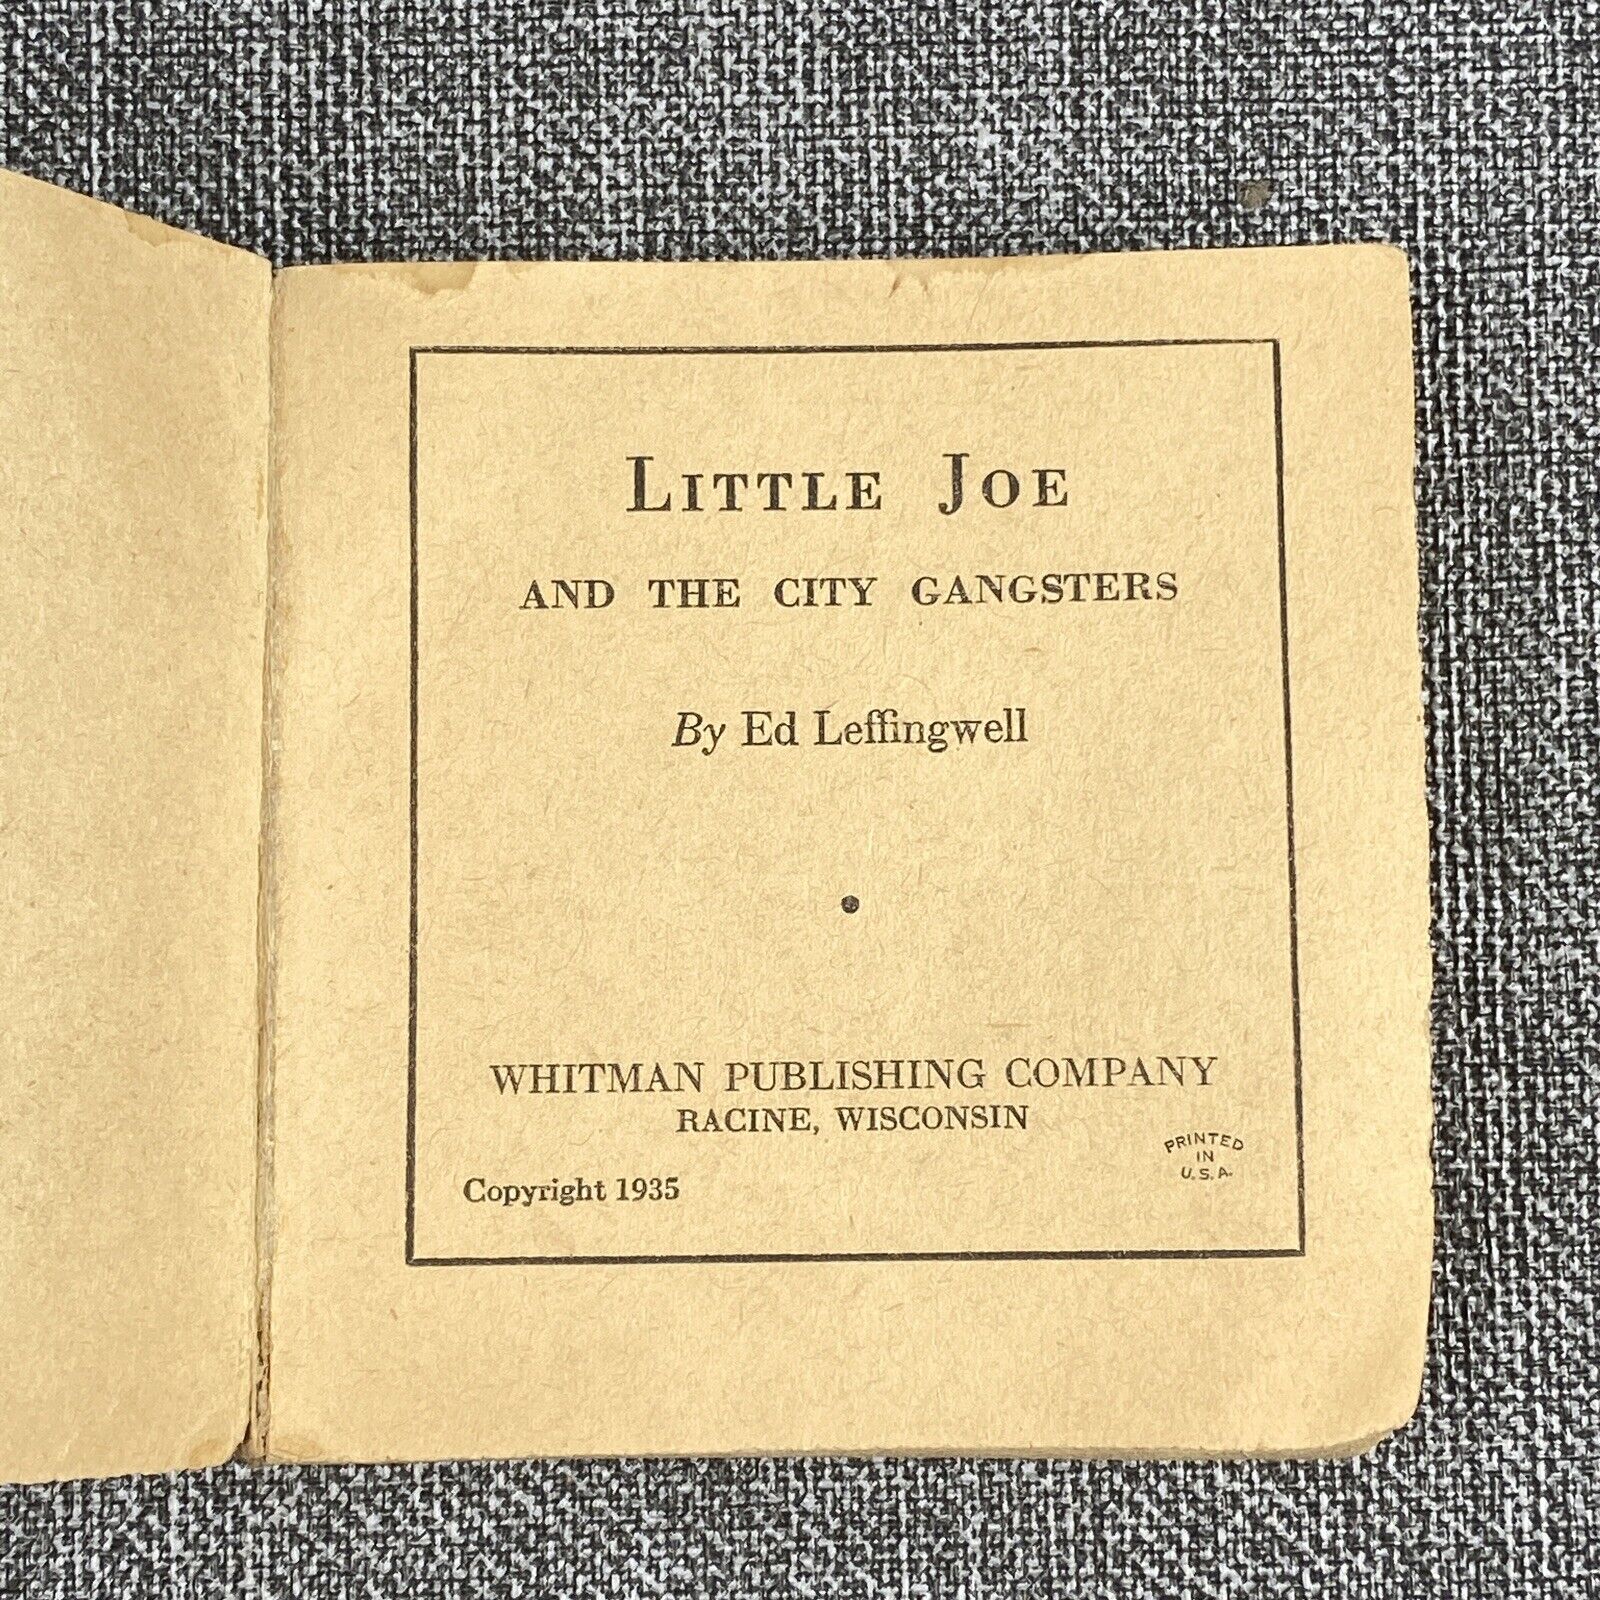 LITTLE JOE
AND THE CITY GANGSTERS
By Ed Leffingwell
WHITMAN PUBLISHING COMPANY
RACINE, WISCONSIN
PRINTED
IN
U.S.A.
Copyright 1935